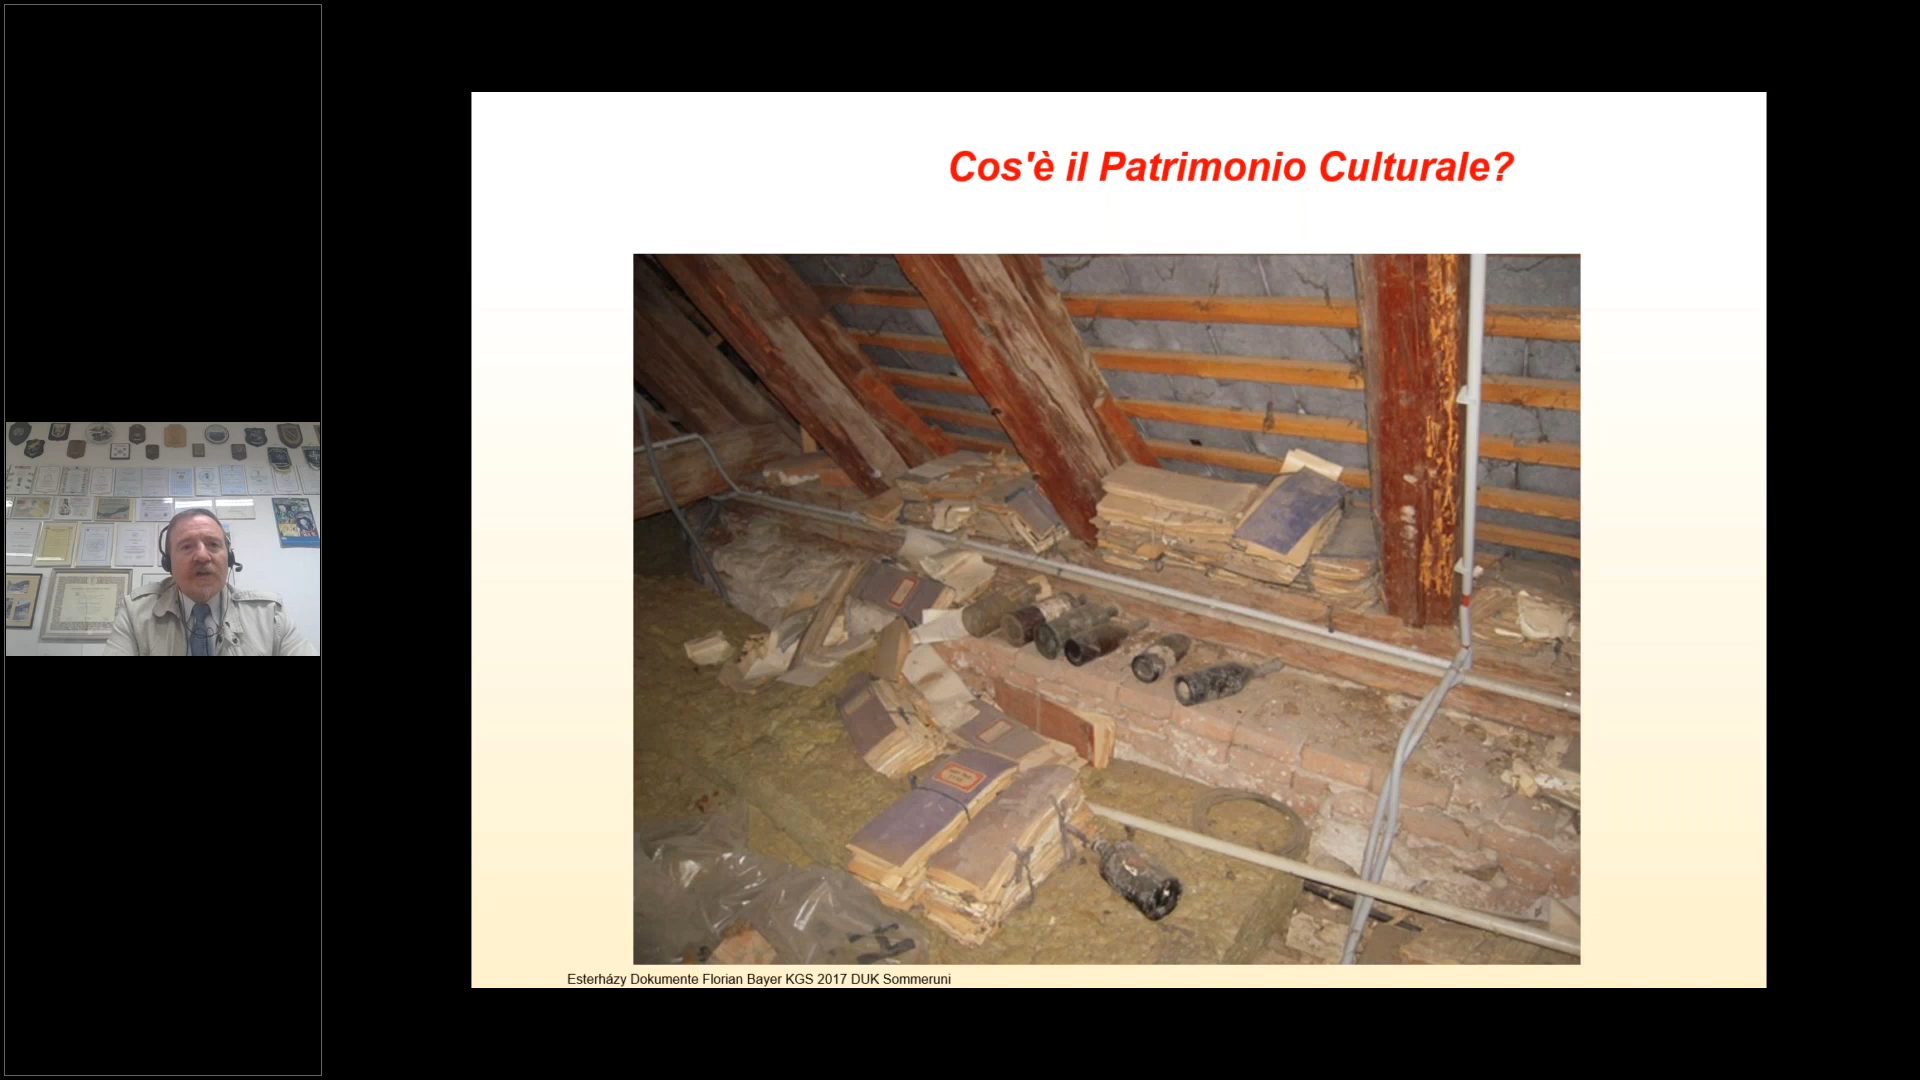 Cos'è il Patrimonio Culturale?
Esterházy Dokumente Florian Bayer KGS 2017 DUK Sommeruni